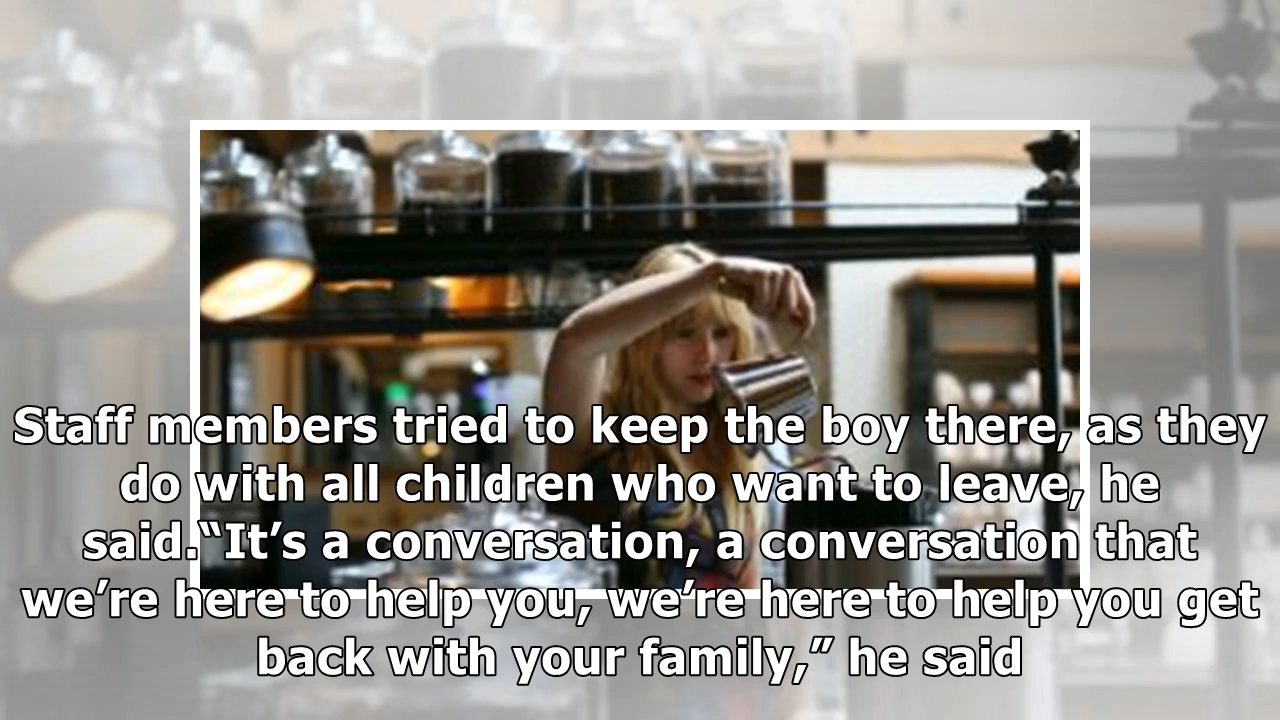 Staff members tried to keep the boy there, as they
do with all children who want to leave, he
said.“It’s a conversation, a conversation that
we’re here to help you, we’re here to help you get
back with your family,” he said